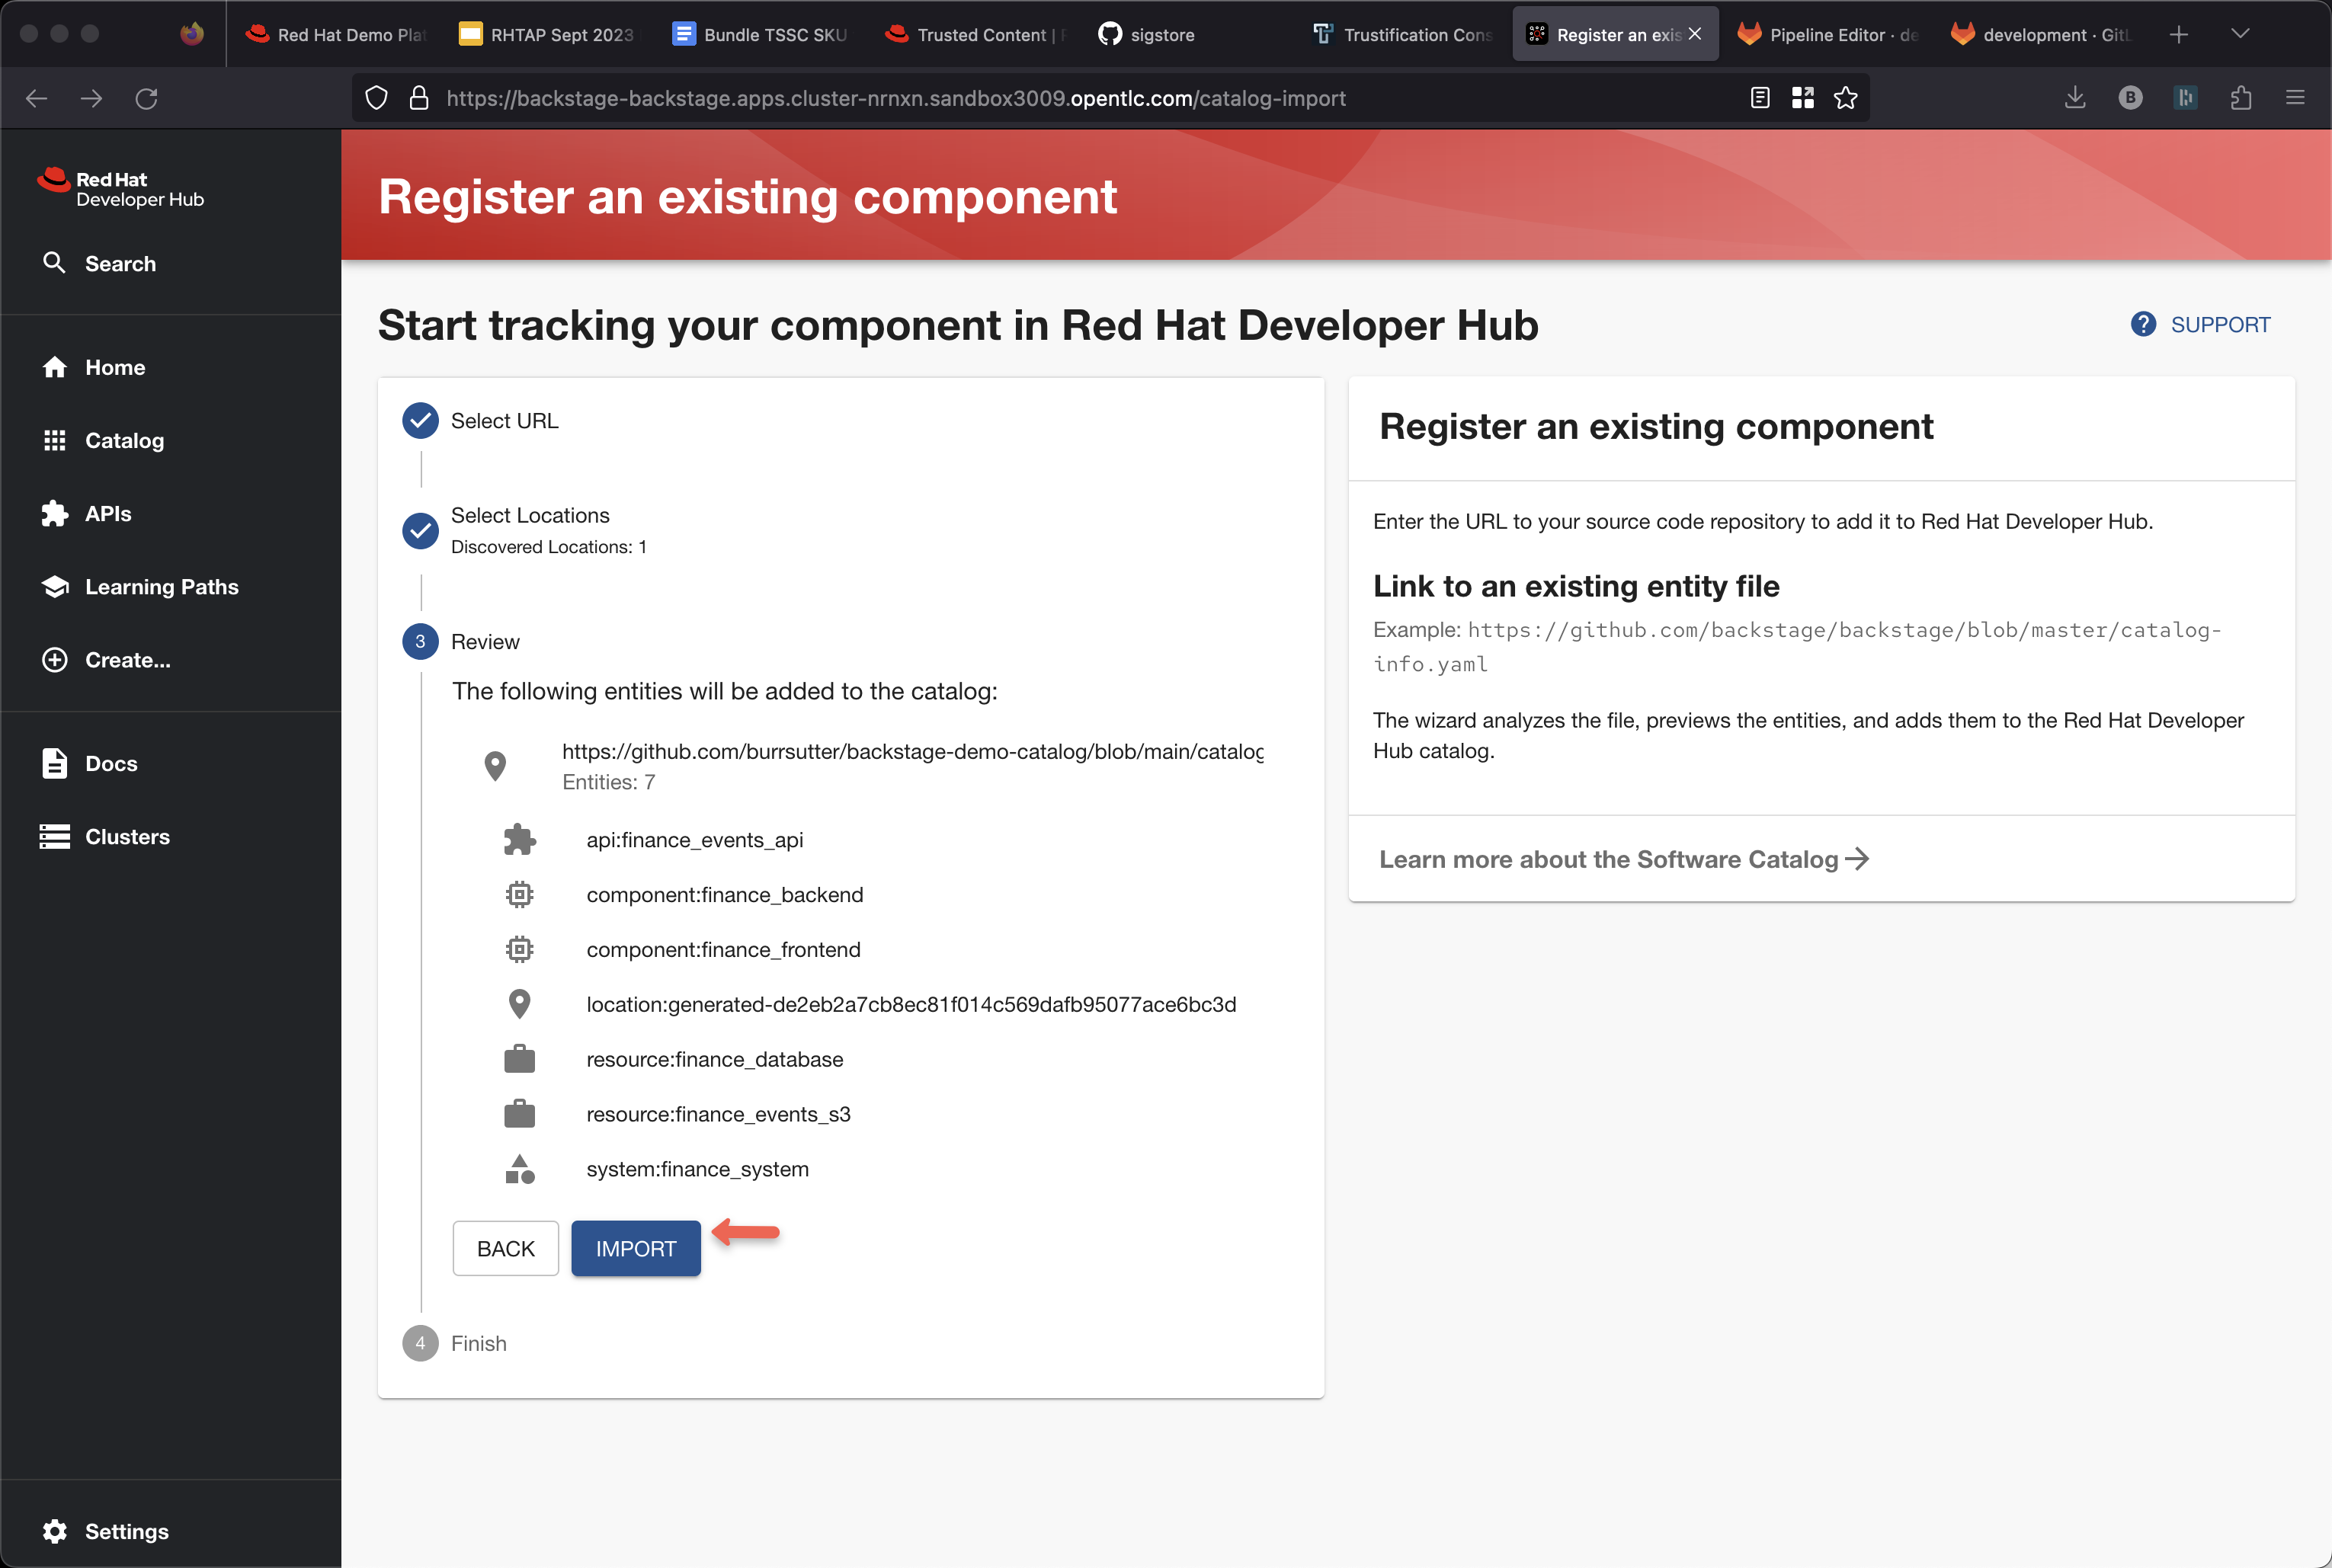 Red Hat Demo Plat
RHTAP Sept 2023
Bundle TSSC SKU
Trusted Content |
sigstore
Trustification Cons
Register an exis
Pipeline Editor · de
development · Git
https://backstage-backstage.apps.cluster-nrnxn.sandbox3009.opentlc.com/catalog-import
B
Red Hat
Developer Hub
Search
Home
Catalog
APIs
Learning Paths
Create...
Docs
Clusters
Settings
Register an existing component
Start tracking your component in Red Hat Developer Hub
SUPPORT
Select URL
Select Locations
Discovered Locations: 1
3
Review
The following entities will be added to the catalog:
https://github.com/burrsutter/backstage-demo-catalog/blob/main/catalog
Entities: 7
api:finance_events_api
component:finance_backend
component:finance_frontend
location:generated-de2eb2a7cb8ec81f014c569dafb95077ace6bc3d
resource:finance_database
resource:finance_events_s3
system:finance_system
BACK
IMPORT
4
Finish
Register an existing component
Enter the URL to your source code repository to add it to Red Hat Developer Hub.
Link to an existing entity file
Example: https://github.com/backstage/backstage/blob/master/catalog-
info.yaml
The wizard analyzes the file, previews the entities, and adds them to the Red Hat Developer
Hub catalog.
Learn more about the Software Catalog